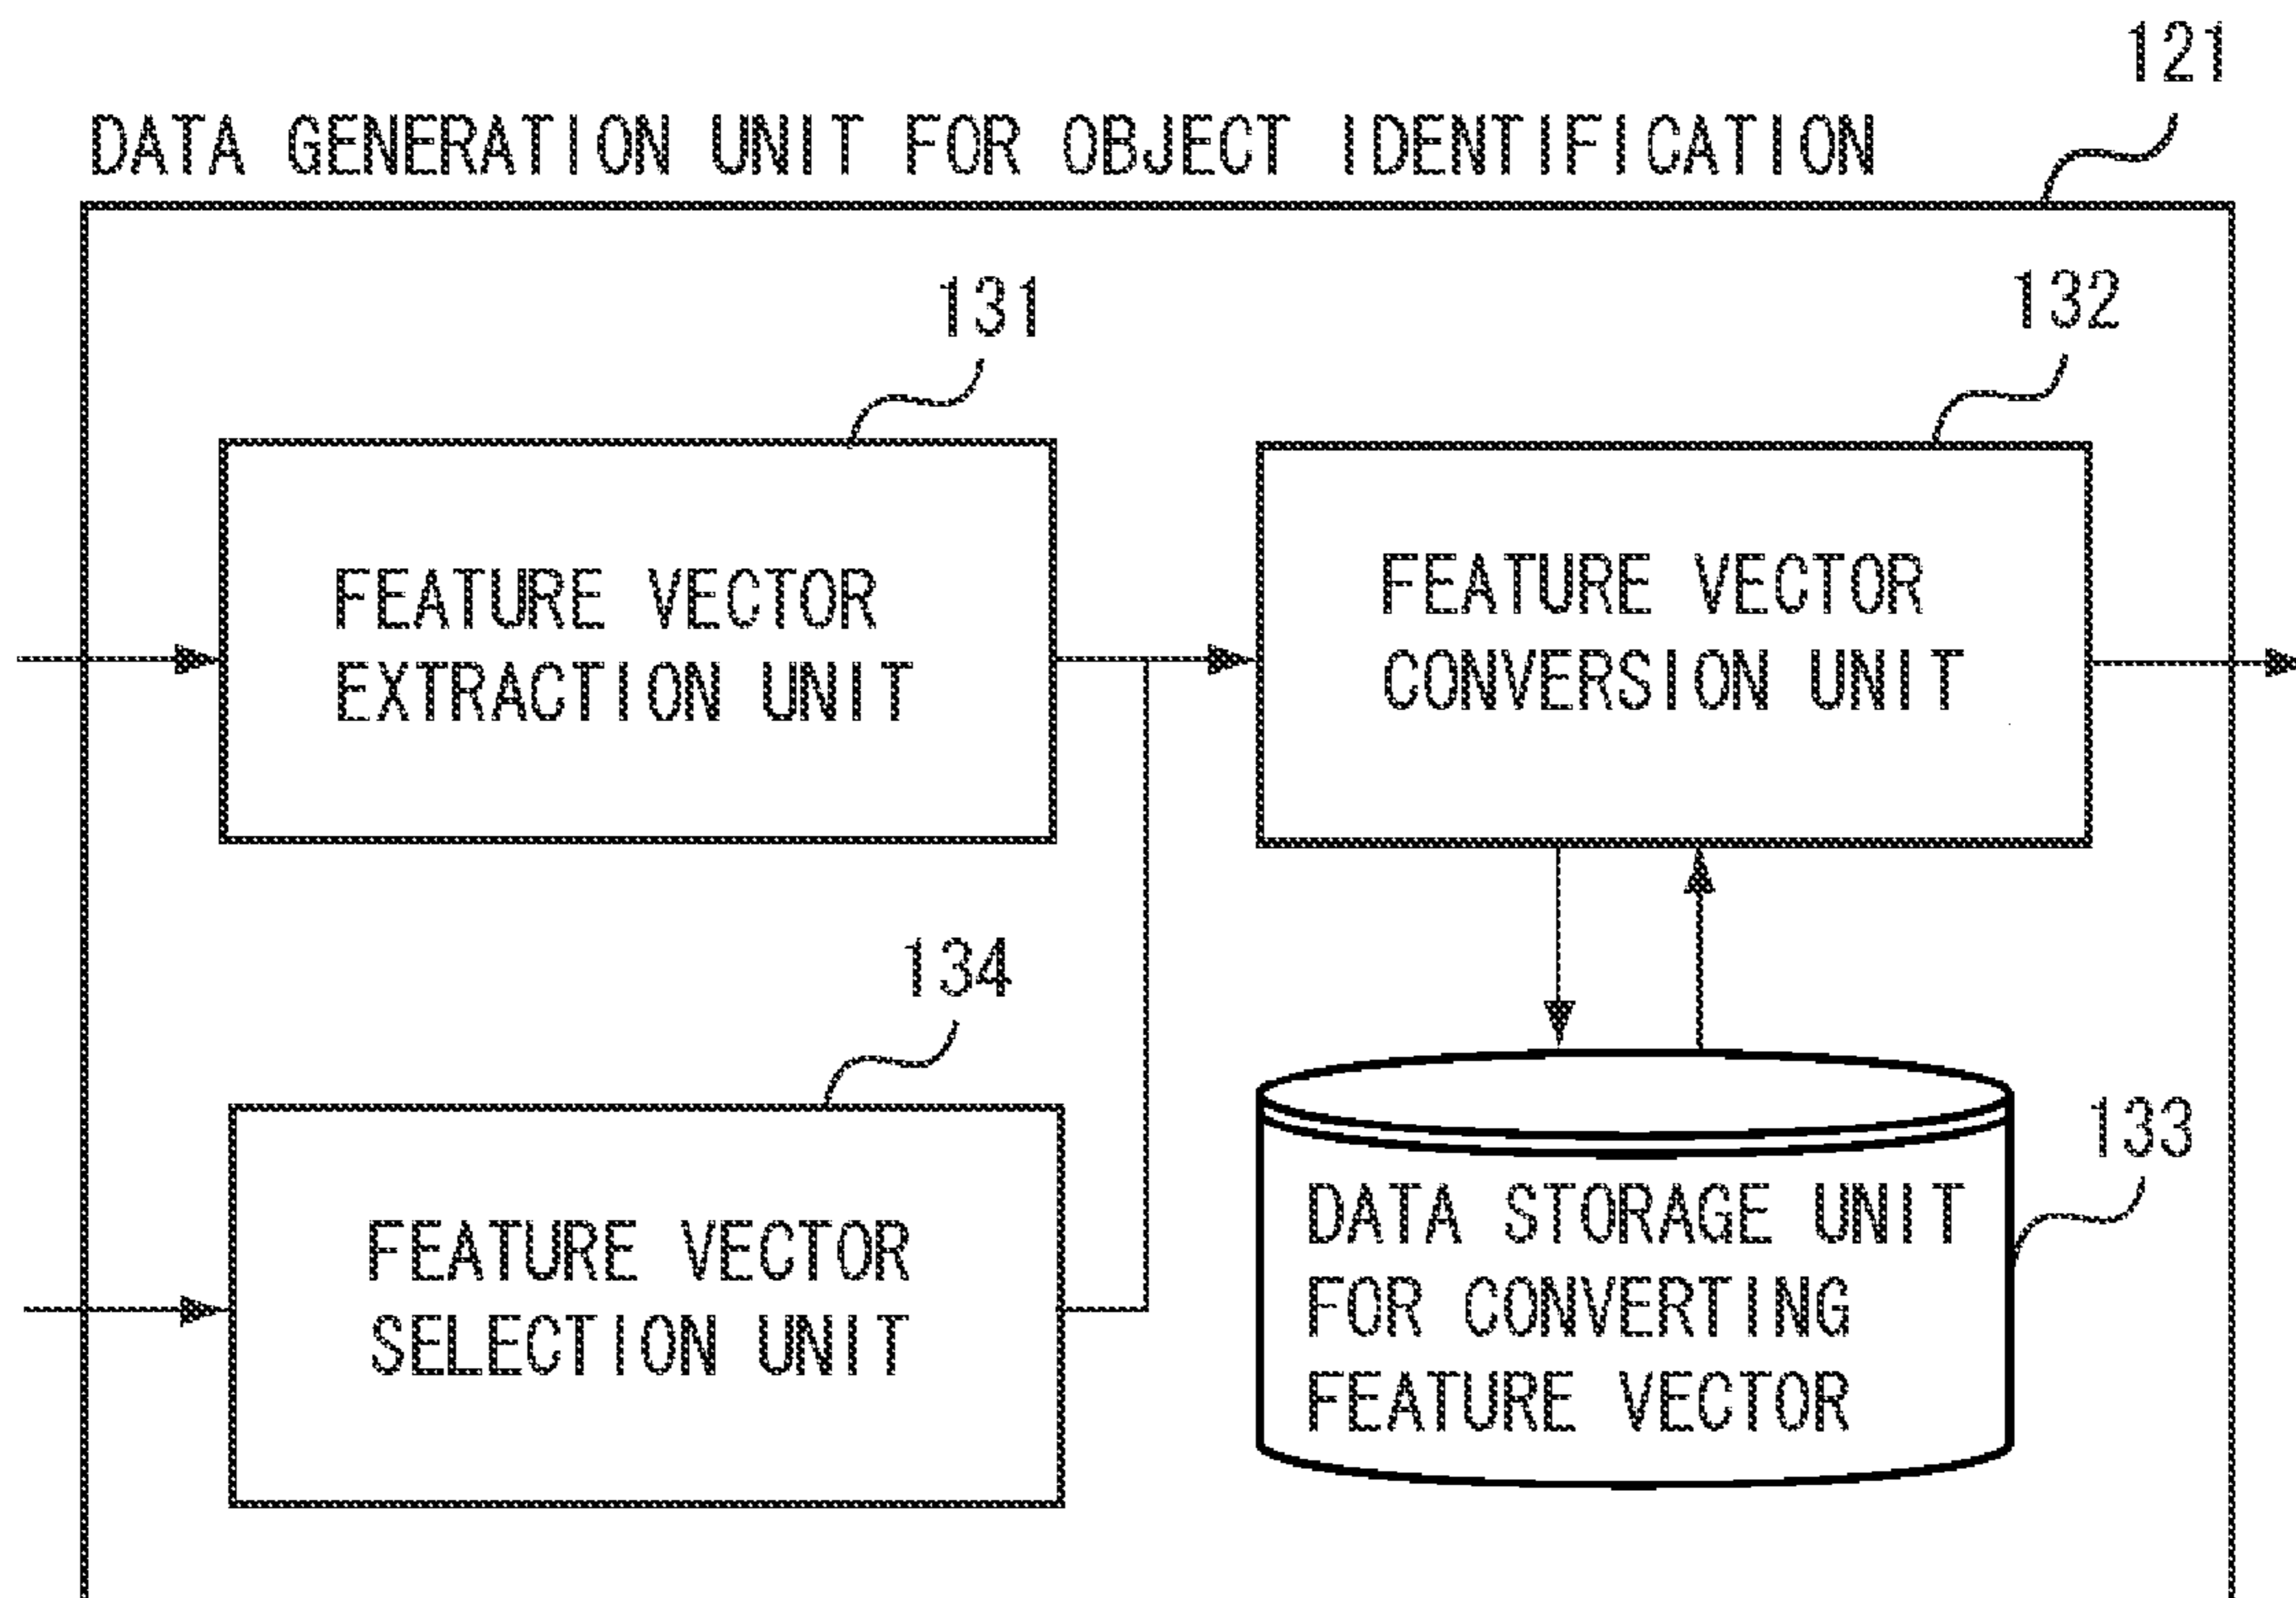 121
DATA GENERATION UNIT FOR OBJECT IDENTIFICATION
131
132
FEATURE VECTOR
EXTRACTION UNIT
FEATURE VECTOR
CONVERSION UNIT
134
133
FEATURE VECTOR
SELECTION UNIT
DATA STORAGE UNIT
FOR CONVERTING
FEATURE VECTOR